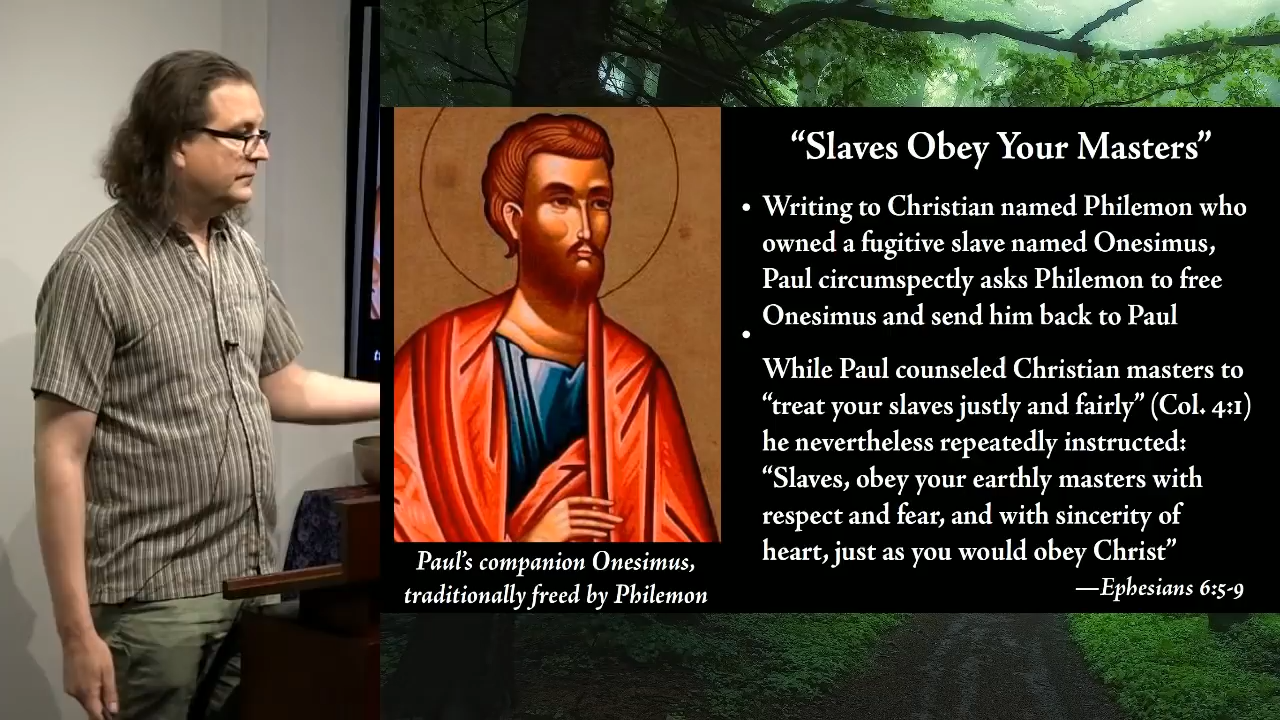 “Slaves Obey Your Masters”
• Writing to Christian named Philemon who
owned a fugitive slave named Onesimus,
Paul circumspectly asks Philemon to free
Onesimus and send him back to Paul
•
While Paul counseled Christian masters to
“treat your slaves justly and fairly” (Col. 4:1)
he nevertheless repeatedly instructed:
“Slaves, obey your earthly masters with
respect and fear, and with sincerity of
heart, just as you would obey Christ”
—Ephesians 6:5-9
Paul’s companion Onesimus,
traditionally freed by Philemon